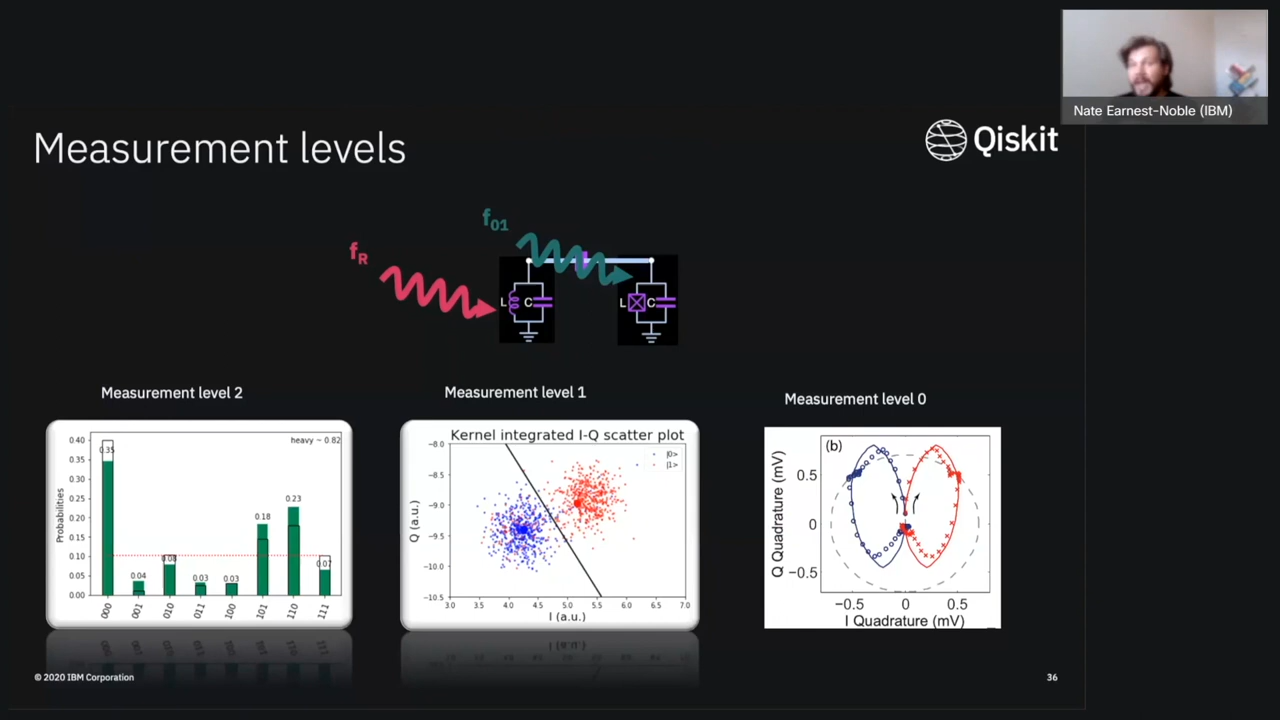 Nate Earnest-Noble (IBM)
Measurement levels
Qiskit
f01
fR
L C
L C
Measurement level 2
Measurement level 1
Measurement level 0
heavy ~ 0.82
Probabilities
0.40
0.35
0.30
0.25
0.20
0.15
0.10
0.05
0.00
0.35
0.04
0.08
0.03
0.03
0.18
0.23
0.07
000
001
010
011
100
101
110
111
Kernel integrated I-Q scatter plot
|0>
|1>
Q (a.u.)
−8.0
−8.5
−9.0
−9.5
−10.0
−10.5
3.0 3.5 4.0 4.5 5.0 5.5 6.0 6.5 7.0
I (a.u.)
(b)
Q Quadrature (mV)
0.5
0
−0.5
−0.5 0 0.5
I Quadrature (mV)
© 2020 IBM Corporation
36